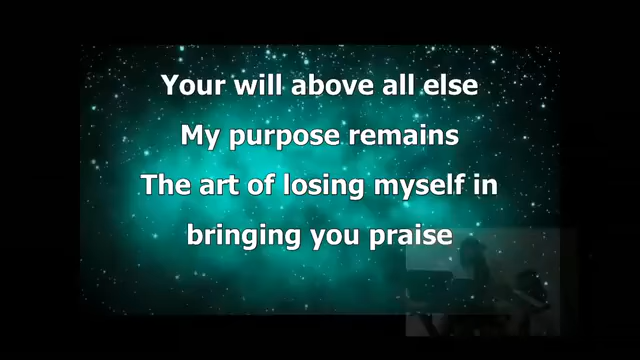 Your will above all else
My purpose remains
The art of losing myself in
bringing you praise